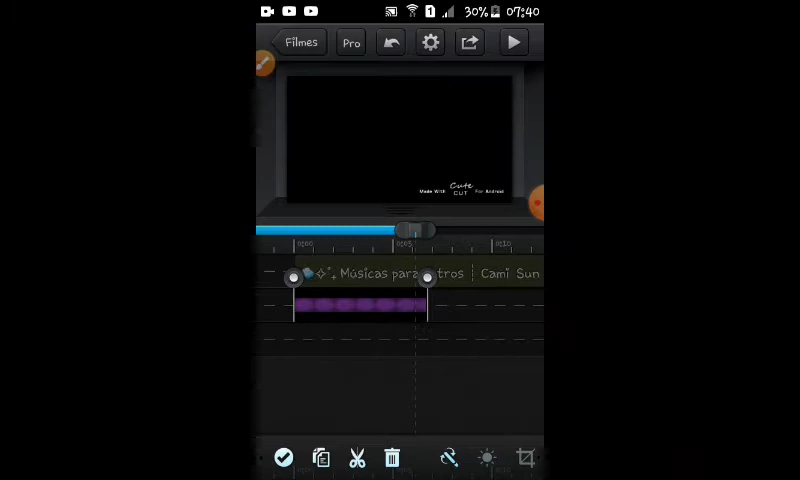 1 30% 07:40
Filmes Pro
Made With Cute CUT For Android
0:00 0:05 0:10
Músicas para tros Cami Sun